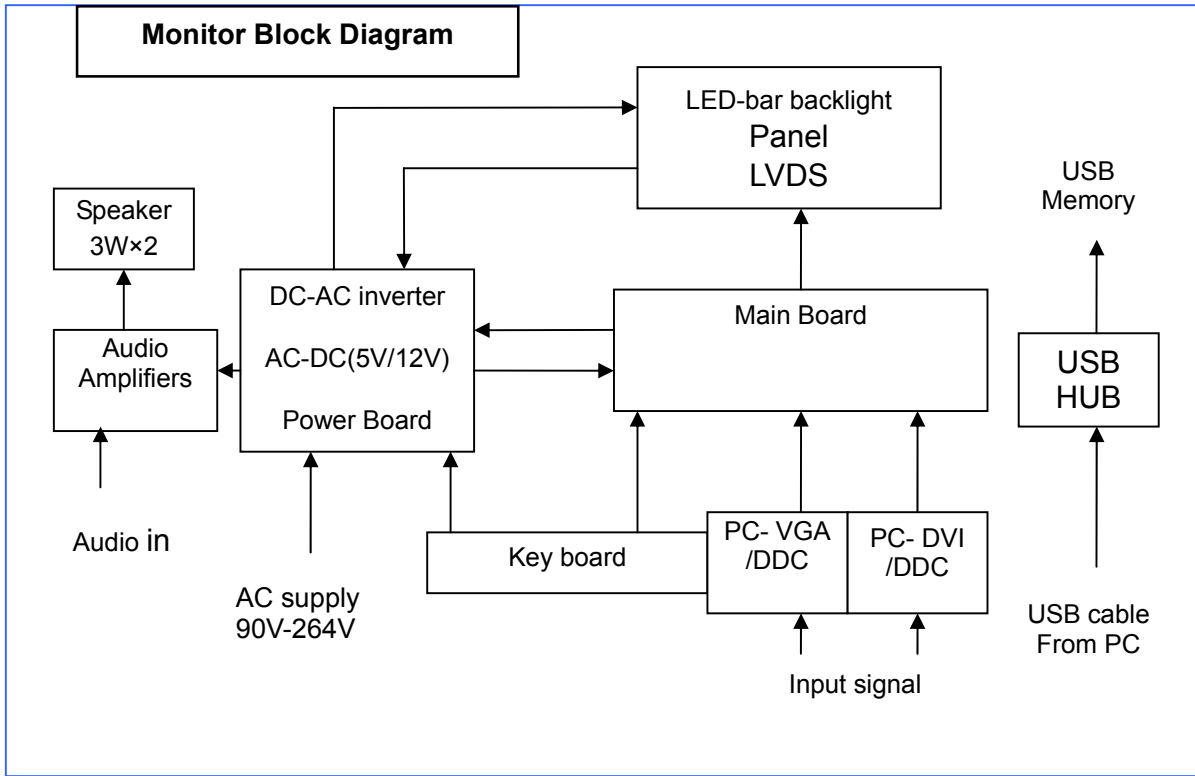 Monitor Block Diagram
LED-bar backlight
Panel
LVDS
USB
Memory
Speaker
3W×2
DC-AC inverter
AC-DC(5V/12V)
Power Board
Main Board
Audio
Amplifiers
USB
HUB
Audio in
Key board
PC- VGA
/DDC
PC- DVI
/DDC
AC supply
90V-264V
USB cable
From PC
Input signal